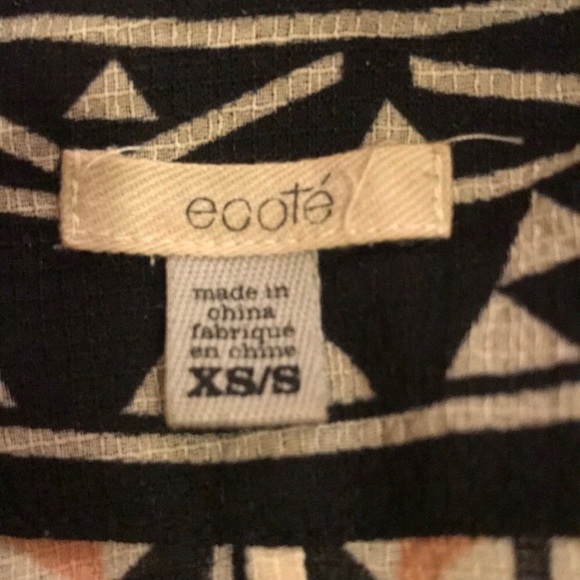 ecoté
made in
china
fabriqué
en chine
XS/S